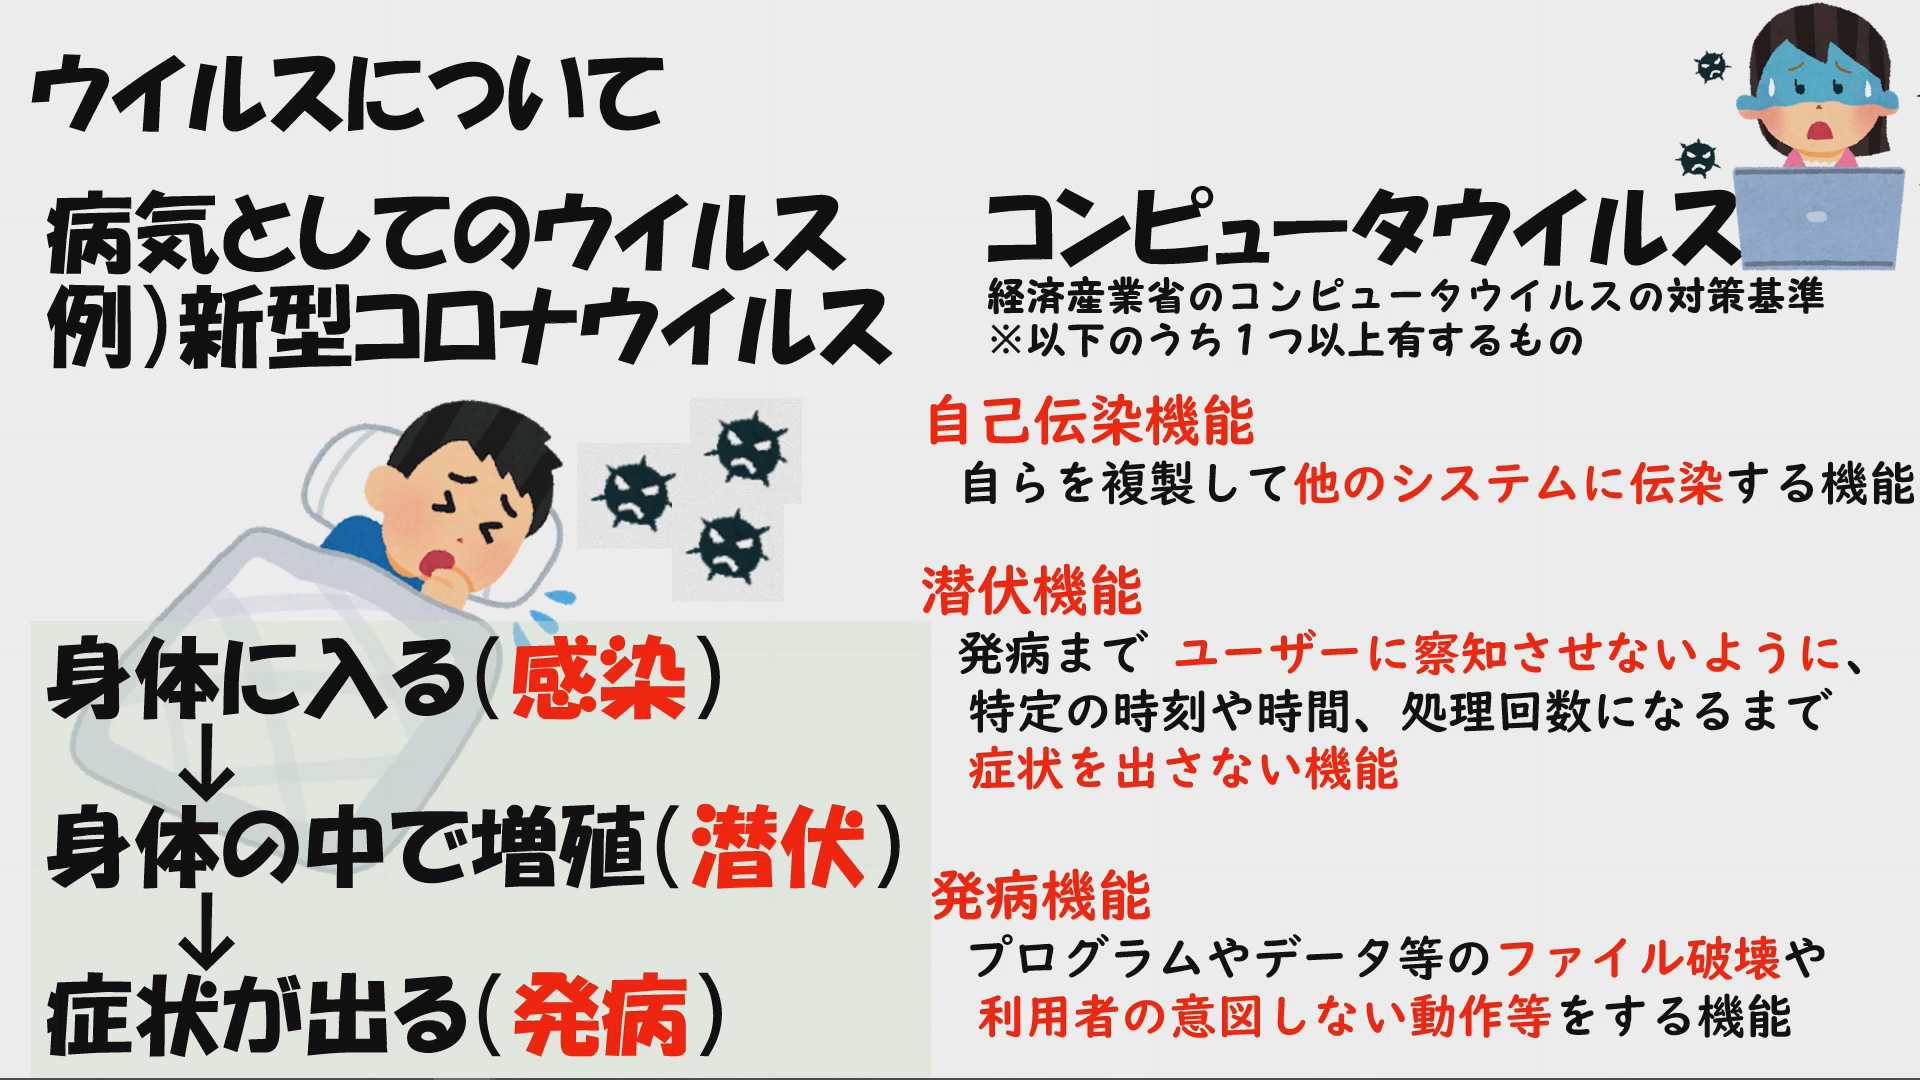 ウイルスについて
病気としてのウイルス
例）新型コロナウイルス
身体に入る（感染）
↓
身体の中で増殖（潜伏）
↓
症状が出る（発病）
コンピュータウイルス
経済産業省のコンピュータウイルスの対策基準
※以下のうち１つ以上有するもの
自己伝染機能
自らを複製して他のシステムに伝染する機能
潜伏機能
発病まで ユーザーに察知させないように、
特定の時刻や時間、処理回数になるまで
症状を出さない機能
発病機能
プログラムやデータ等のファイル破壊や
利用者の意図しない動作等をする機能